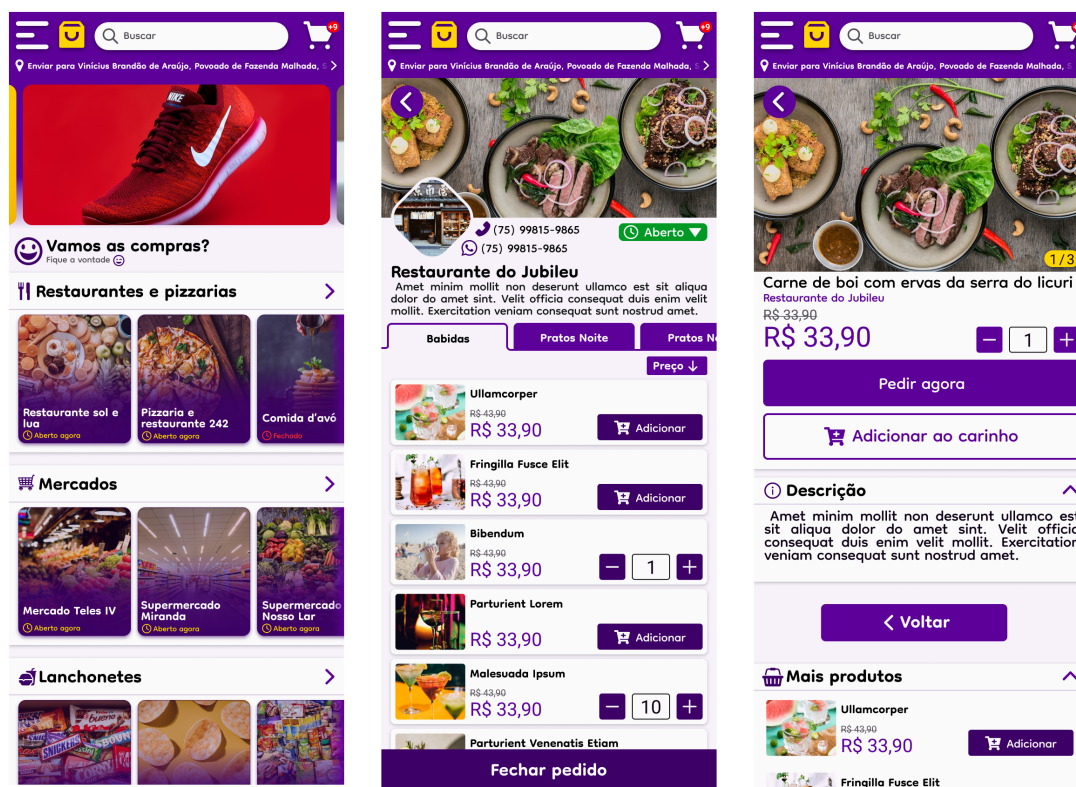 Buscar
+9
Enviar para Vinícius Brandão de Araújo, Povoado de Fazenda Malhada, S
NIKE
Vamos as compras?
Fique a vontade
Restaurantes e pizzarias
Restaurante sol e
lua
Aberto agora
Pizzaria e
restaurante 242
Aberto agora
Comida d'avó
Fechado
Mercados
Mercado Teles IV
Aberto agora
Supermercado
Miranda
Aberto agora
Supermercado
Nosso Lar
Aberto agora
Lanchonetes
SNICKERS
bueno
Buscar
+9
Enviar para Vinícius Brandão de Araújo, Povoado de Fazenda Malhada, S
(75) 99815-9865
(75) 99815-9865
Aberto
Restaurante do Jubileu
Amet minim mollit non deserunt ullamco est sit aliqua
dolor do amet sint. Velit officia consequat duis enim velit
mollit. Exercitation veniam consequat sunt nostrud amet.
Babidas
Pratos Noite
Pratos N
Preço
Ullamcorper
R$ 43,90
R$ 33,90
Adicionar
Fringilla Fusce Elit
R$ 43,90
R$ 33,90
Adicionar
Bibendum
R$ 43,90
R$ 33,90
1
Parturient Lorem
R$ 33,90
Adicionar
Malesuada Ipsum
R$ 43,90
R$ 33,90
10
Parturient Venenatis Etiam
Fechar pedido
Buscar
Enviar para Vinícius Brandão de Araújo, Povoado de Fazenda Malhada, S
1/3
Carne de boi com ervas da serra do licuri
Restaurante do Jubileu
R$ 33,90
R$ 33,90
1
Pedir agora
Adicionar ao carinho
Descrição
Amet minim mollit non deserunt ullamco est
sit aliqua dolor do amet sint. Velit officia
consequat duis enim velit mollit. Exercitation
veniam consequat sunt nostrud amet.
Voltar
Mais produtos
Ullamcorper
R$ 43,90
R$ 33,90
Adicionar
Fringilla Fusce Elit